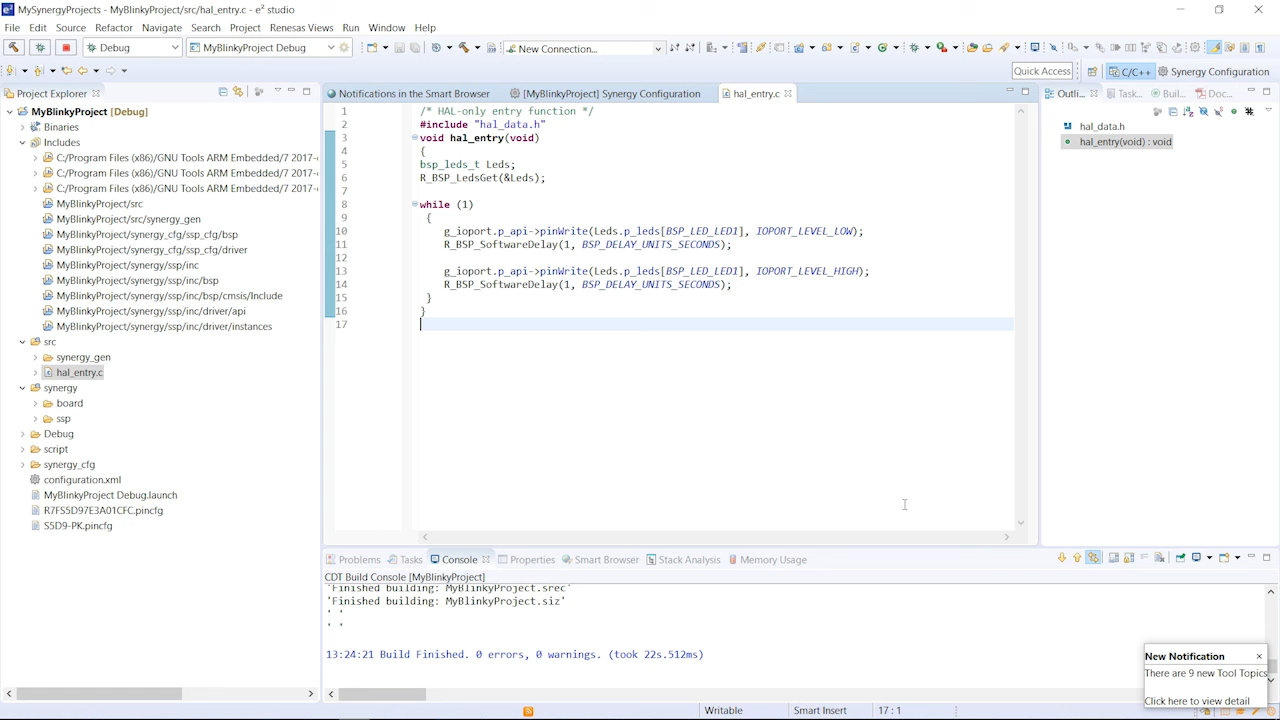 MySynergyProjects - MyBlinkyProject/src/hal_entry.c - e² studio
File Edit Source Refactor Navigate Search Project Renesas Views Run Window Help
Debug MyBlinkyProject Debug New Connection...
Quick Access C/C++ Synergy Configuration
Project Explorer
MyBlinkyProject [Debug]
Binaries
Includes
C:/Program Files (x86)/GNU Tools ARM Embedded/7 2017-
C:/Program Files (x86)/GNU Tools ARM Embedded/7 2017-
C:/Program Files (x86)/GNU Tools ARM Embedded/7 2017-
MyBlinkyProject/src
MyBlinkyProject/src/synergy_gen
MyBlinkyProject/synergy_cfg/ssp_cfg/bsp
MyBlinkyProject/synergy_cfg/ssp_cfg/driver
MyBlinkyProject/synergy/ssp/inc
MyBlinkyProject/synergy/ssp/inc/bsp
MyBlinkyProject/synergy/ssp/inc/bsp/cmsis/Include
MyBlinkyProject/synergy/ssp/inc/driver/api
MyBlinkyProject/synergy/ssp/inc/driver/instances
src
synergy_gen
hal_entry.c
synergy
board
ssp
Debug
script
synergy_cfg
configuration.xml
MyBlinkyProject Debug.launch
R7FS5D97E3A01CFC.pincfg
S5D9-PK.pincfg
Notifications in the Smart Browser [MyBlinkyProject] Synergy Configuration hal_entry.c
1 /* HAL-only entry function */
2 #include "hal_data.h"
3 void hal_entry(void)
4 {
5 bsp_leds_t Leds;
6 R_BSP_LedsGet(&Leds);
7
8 while (1)
9 {
10 g_ioport.p_api->pinWrite(Leds.p_leds[BSP_LED_LED1], IOPORT_LEVEL_LOW);
11 R_BSP_SoftwareDelay(1, BSP_DELAY_UNITS_SECONDS);
12
13 g_ioport.p_api->pinWrite(Leds.p_leds[BSP_LED_LED1], IOPORT_LEVEL_HIGH);
14 R_BSP_SoftwareDelay(1, BSP_DELAY_UNITS_SECONDS);
15 }
16 }
17
Outli... Task... Buil... Doc...
hal_data.h
hal_entry(void) : void
Problems Tasks Console Properties Smart Browser Stack Analysis Memory Usage
CDT Build Console [MyBlinkyProject]
'Finished building: MyBlinkyProject.srec'
'Finished building: MyBlinkyProject.siz'
' '
' '
13:24:21 Build Finished. 0 errors, 0 warnings. (took 22s.512ms)
New Notification
There are 9 new Tool Topics
Click here to view detail
Writable Smart Insert 17 : 1